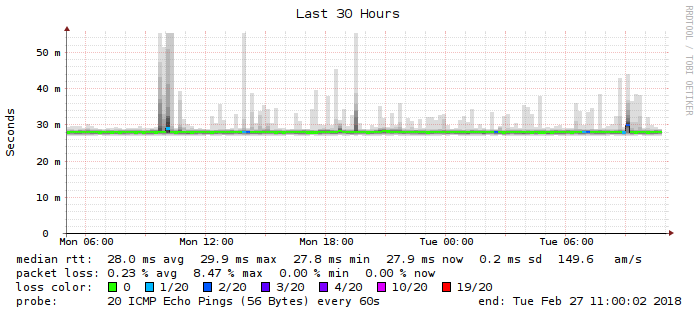 Last 30 Hours
RRDTOOL / TOBI OETIKER
Seconds
50 m
40 m
30 m
20 m
10 m
0
Mon 06:00 Mon 12:00 Mon 18:00 Tue 00:00 Tue 06:00
median rtt: 28.0 ms avg 29.9 ms max 27.8 ms min 27.9 ms now 0.2 ms sd 149.6 am/s
packet loss: 0.23 % avg 8.47 % max 0.00 % min 0.00 % now
loss color: 0 1/20 2/20 3/20 4/20 10/20 19/20
probe: 20 ICMP Echo Pings (56 Bytes) every 60s end: Tue Feb 27 11:00:02 2018